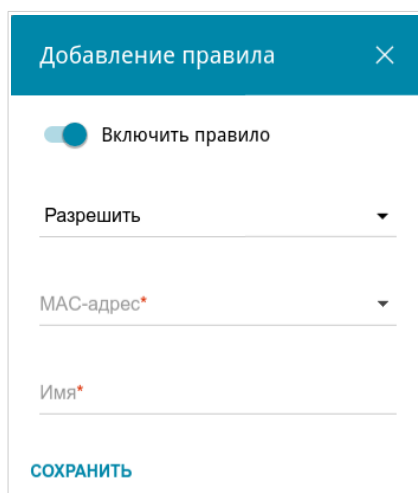 Добавление правила
Включить правило
Разрешить
MAC-адрес*
Имя*
СОХРАНИТЬ